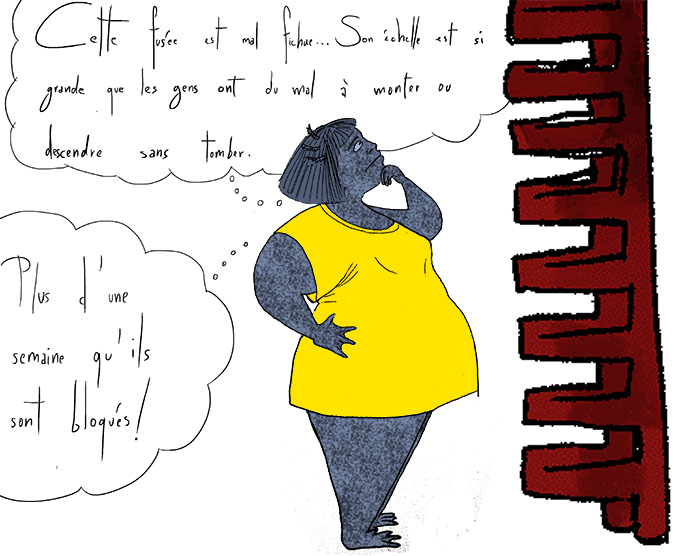 Cette fusée est mal fichue... Son échelle est si
grande que les gens ont du mal à monter ou
descendre sans tomber.
Plus d'une
semaine qu'ils
sont bloqués!